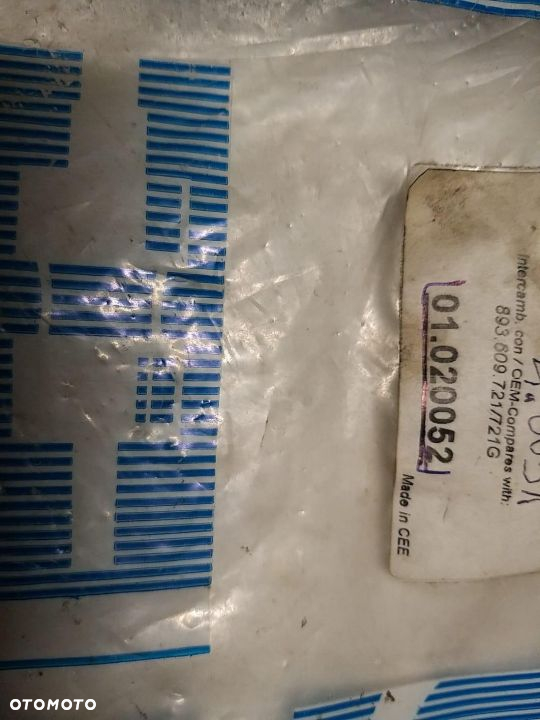 Intercamb. con / OEM-Compares with:
893.609.721/721G
01.020052
Made in CEE
OTOMOTO